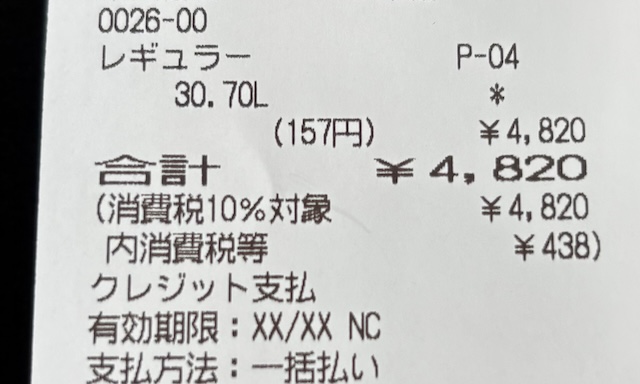 0026-00
レギュラー P-04
30.70L *
(157円) ¥4,820
合計 ¥4,820
(消費税10%対象 ¥4,820
内消費税等 ¥438)
クレジット支払
有効期限：XX/XX NC
支払方法：一括払い